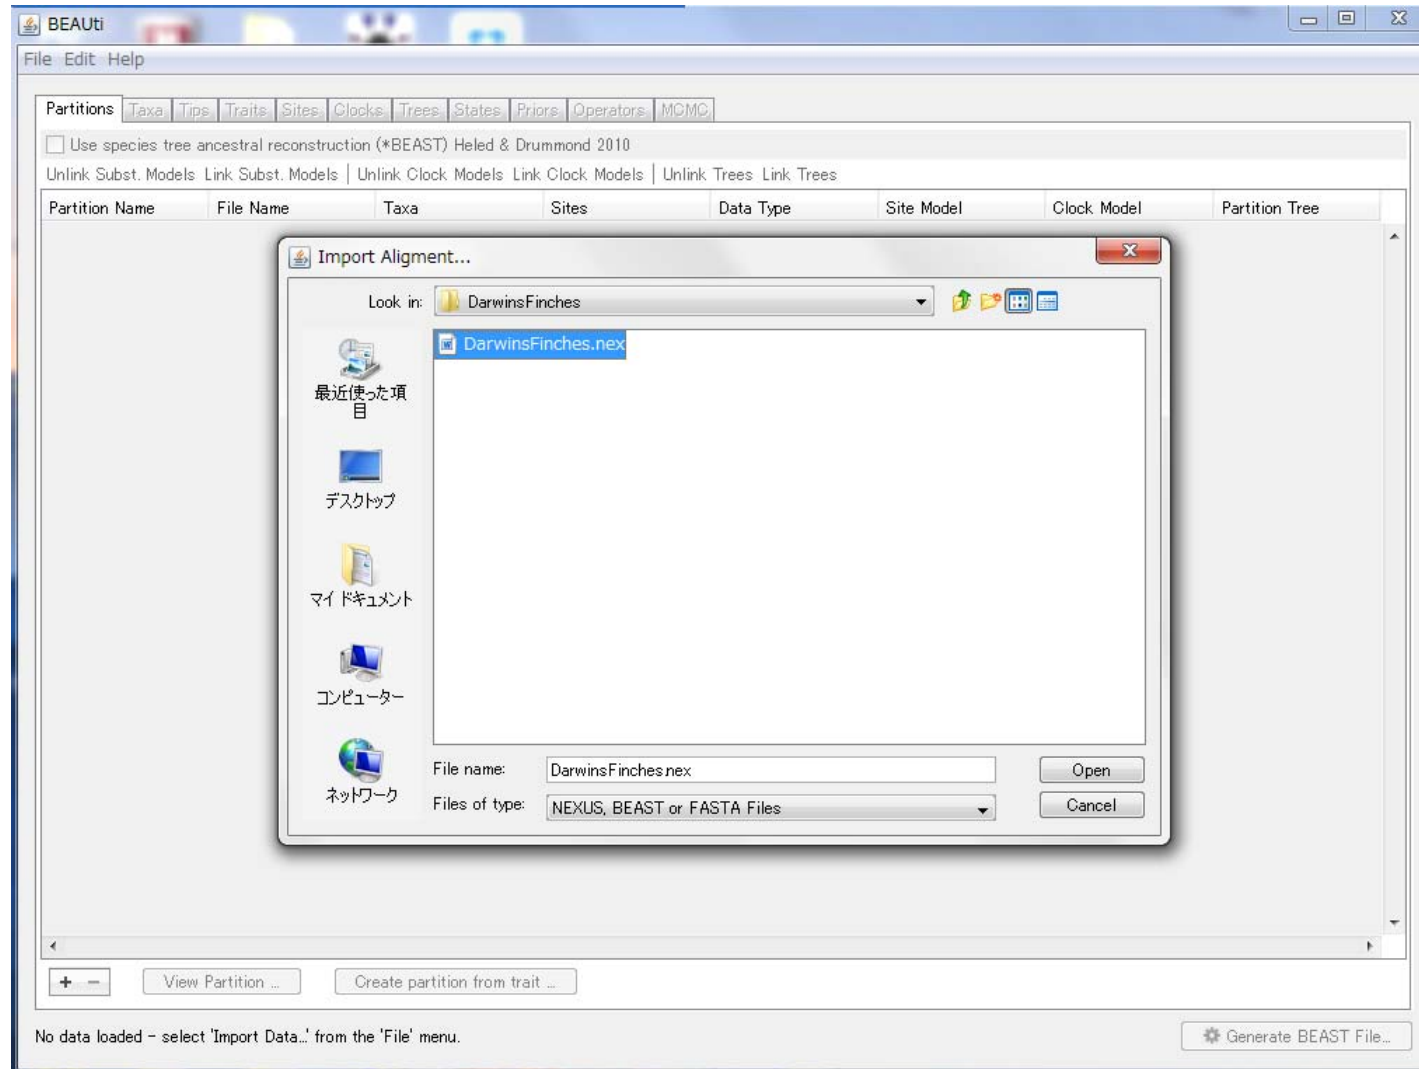 BEAUti
File Edit Help
Partitions Taxa Tips Traits Sites Clocks Trees States Priors Operators MCMC
Use species tree ancestral reconstruction (*BEAST) Heled & Drummond 2010
Unlink Subst. Models Link Subst. Models | Unlink Clock Models Link Clock Models | Unlink Trees Link Trees
Partition Name File Name Taxa Sites Data Type Site Model Clock Model Partition Tree
Import Aligment...
Look in: DarwinsFinches
DarwinsFinches.nex
最近使った項
目
デスクトップ
マイ ドキュメント
コンピューター
ネットワーク
File name: DarwinsFinches.nex Open
Files of type: NEXUS, BEAST or FASTA Files Cancel
+ − View Partition ... Create partition from trait ...
No data loaded - select 'Import Data...' from the 'File' menu. Generate BEAST File...